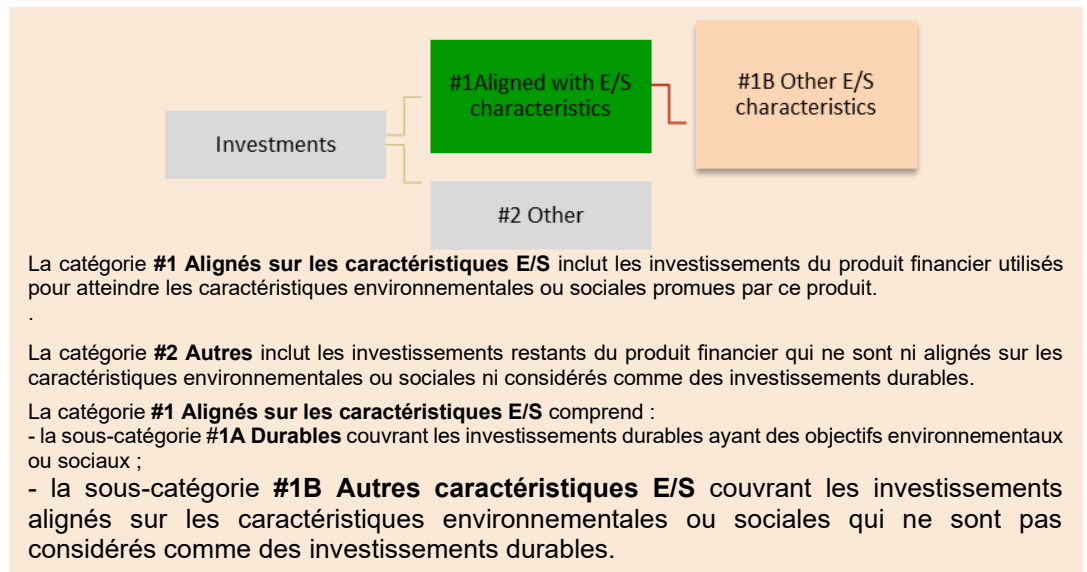 #1Aligned with E/S
characteristics
#1B Other E/S
characteristics
Investments
#2 Other
La catégorie #1 Alignés sur les caractéristiques E/S inclut les investissements du produit financier utilisés
pour atteindre les caractéristiques environnementales ou sociales promues par ce produit.
.
La catégorie #2 Autres inclut les investissements restants du produit financier qui ne sont ni alignés sur les
caractéristiques environnementales ou sociales ni considérés comme des investissements durables.
La catégorie #1 Alignés sur les caractéristiques E/S comprend :
- la sous-catégorie #1A Durables couvrant les investissements durables ayant des objectifs environnementaux
ou sociaux ;
- la sous-catégorie #1B Autres caractéristiques E/S couvrant les investissements
alignés sur les caractéristiques environnementales ou sociales qui ne sont pas
considérés comme des investissements durables.